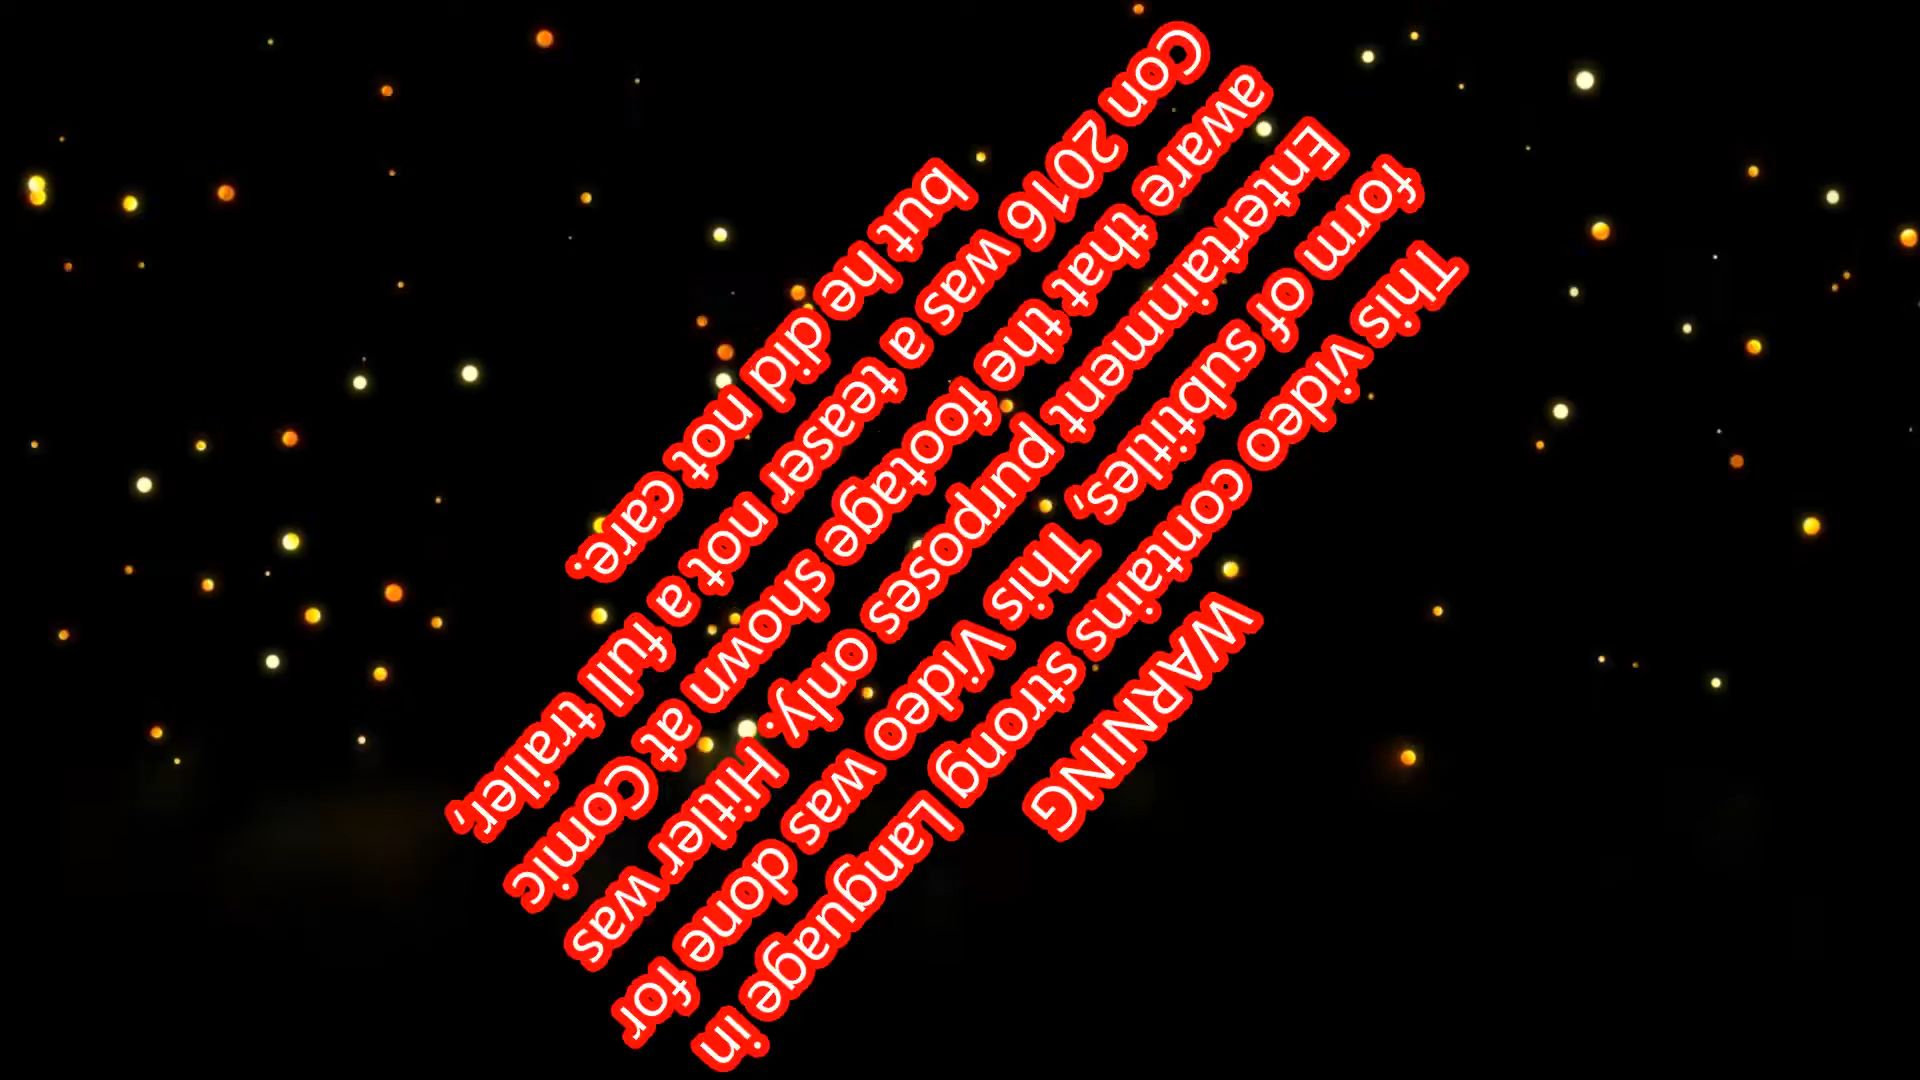 WARNING
This video contains strong Language in
form of subtitles, This Video was done for
Entertainment purposes only. Hitler was
aware that the footage shown at Comic
Con 2016 was a teaser not a full trailer,
but he did not care.